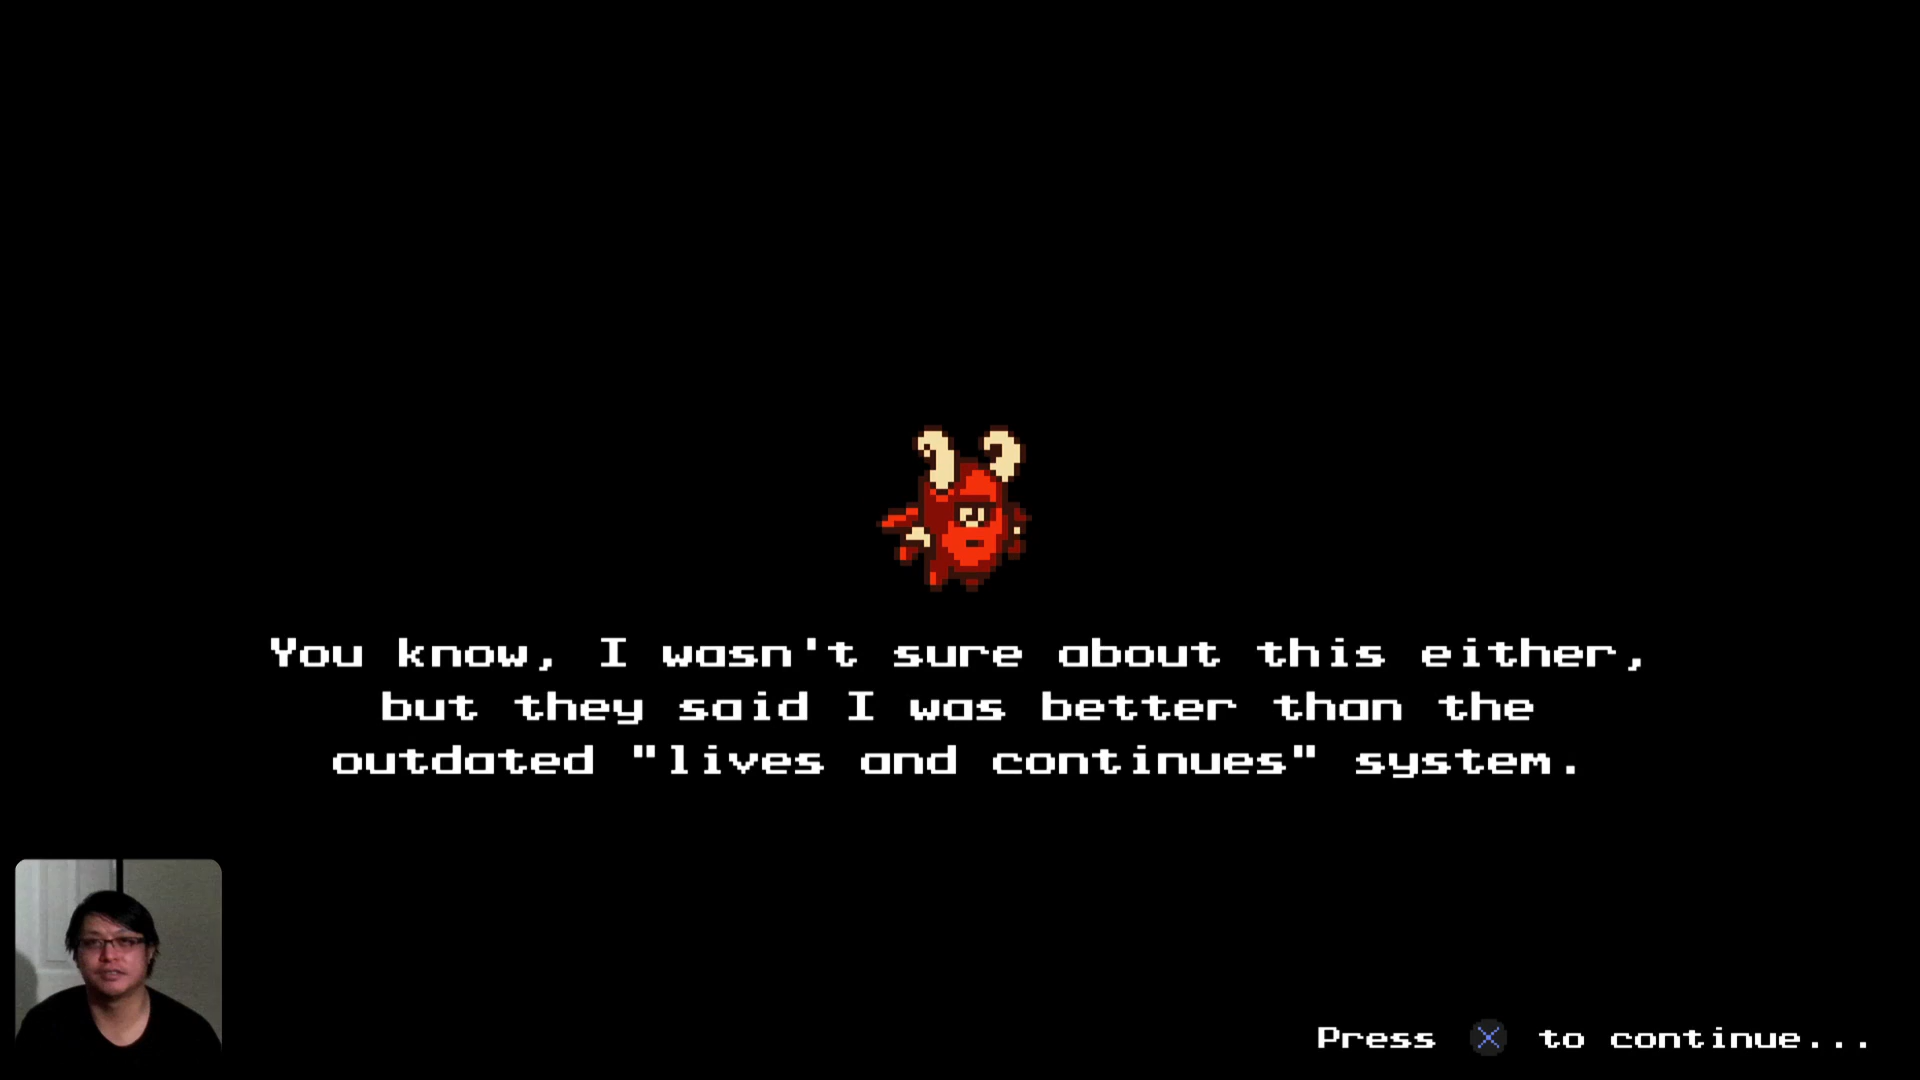 You know, I wasn't sure about this either,
but they said I was better than the
outdated "lives and continues" system.
Press to continue...